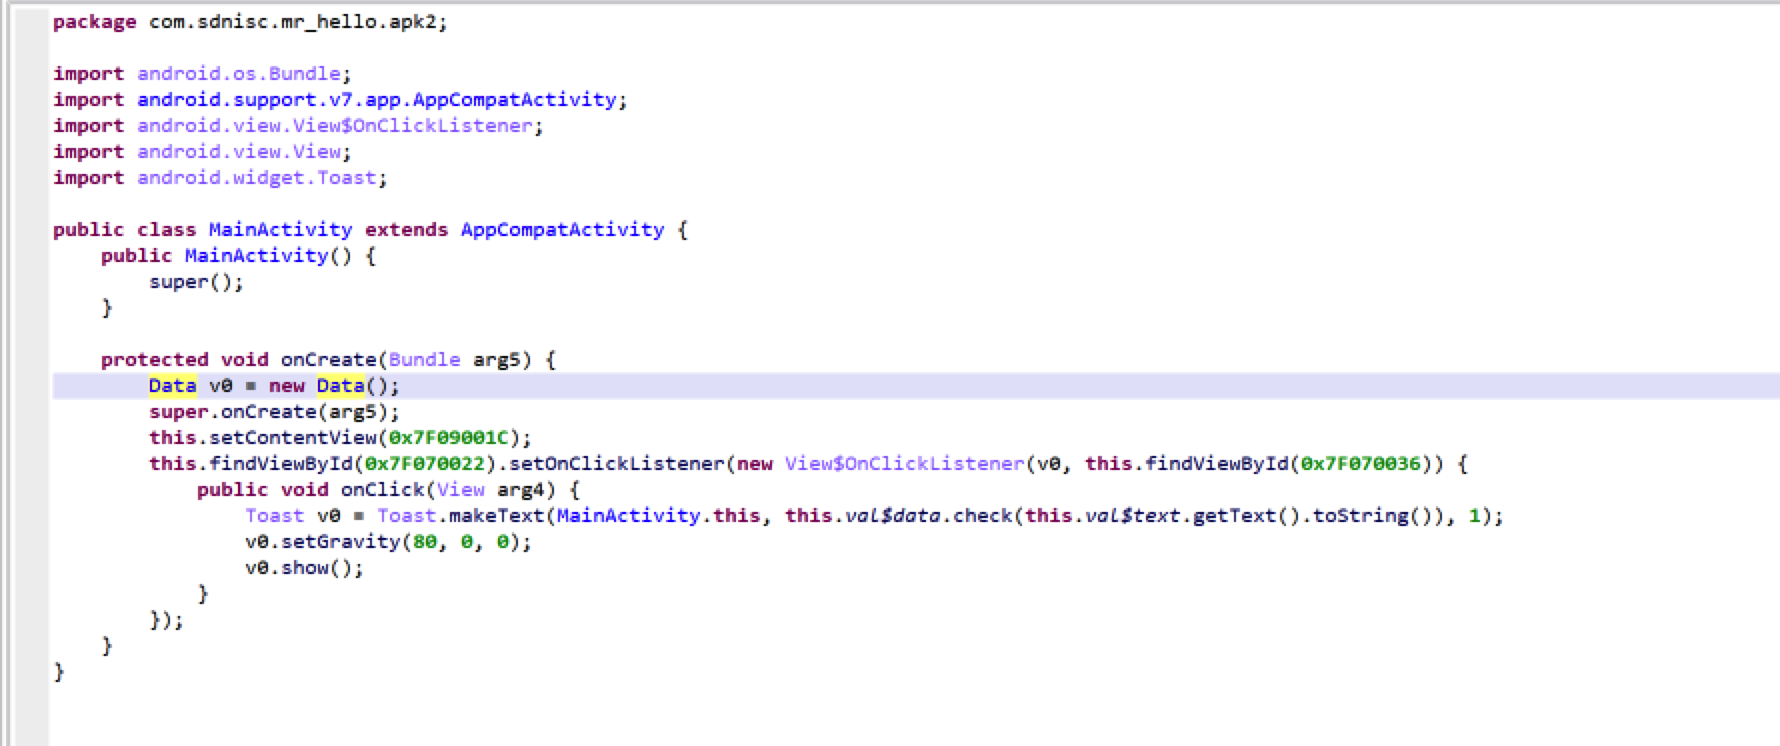 package com.sdnisc.mr_hello.apk2;
import android.os.Bundle;
import android.support.v7.app.AppCompatActivity;
import android.view.View$OnClickListener;
import android.view.View;
import android.widget.Toast;
public class MainActivity extends AppCompatActivity {
    public MainActivity() {
        super();
    }
    protected void onCreate(Bundle arg5) {
        Data v0 = new Data();
        super.onCreate(arg5);
        this.setContentView(0x7F09001C);
        this.findViewById(0x7F070022).setOnClickListener(new View$OnClickListener(v0, this.findViewById(0x7F070036)) {
            public void onClick(View arg4) {
                Toast v0 = Toast.makeText(MainActivity.this, this.val$data.check(this.val$text.getText().toString()), 1);
                v0.setGravity(80, 0, 0);
                v0.show();
            }
        });
    }
}